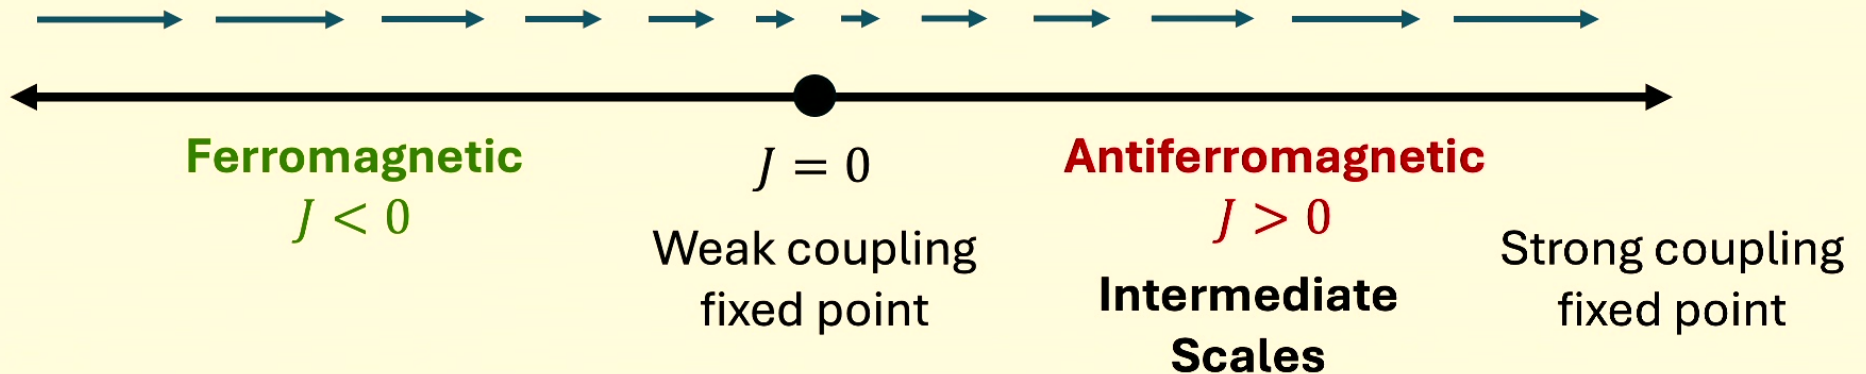 Ferromagnetic
J < 0
J = 0
Weak coupling
fixed point
Antiferromagnetic
J > 0
Intermediate
Scales
Strong coupling
fixed point